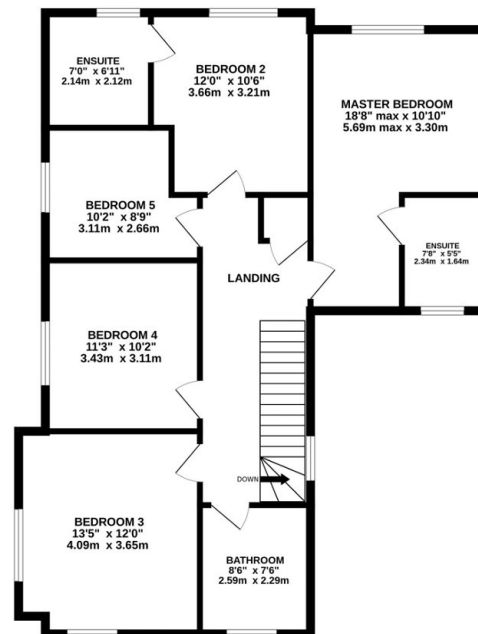 ENSUITE
7'0" x 6'11"
2.14m x 2.12m
BEDROOM 2
12'0" x 10'6"
3.66m x 3.21m
MASTER BEDROOM
18'8" max x 10'10"
5.69m max x 3.30m
BEDROOM 5
10'2" x 8'9"
3.11m x 2.66m
ENSUITE
7'8" x 5'5"
2.34m x 1.64m
LANDING
BEDROOM 4
11'3" x 10'2"
3.43m x 3.11m
DOWN
BEDROOM 3
13'5" x 12'0"
4.09m x 3.65m
BATHROOM
8'6" x 7'6"
2.59m x 2.29m